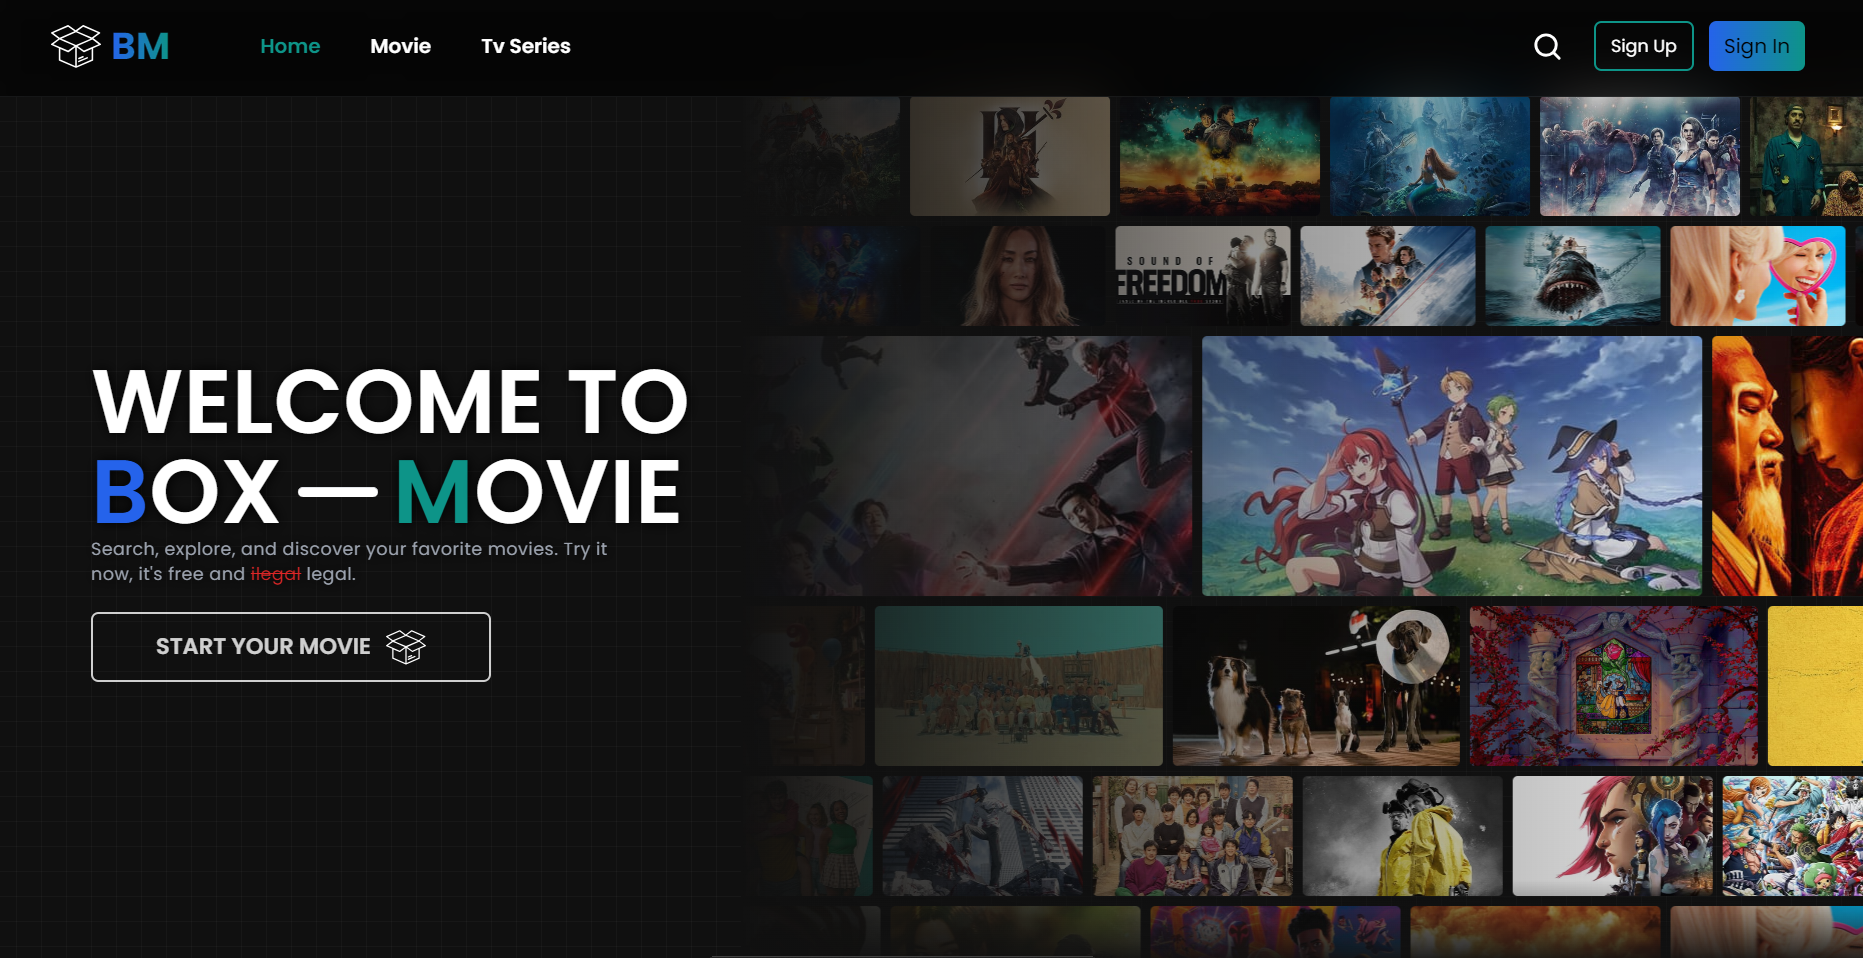 BM
Home
Movie
Tv Series
Sign Up
Sign In
SOUND OF
FREEDOM
WELCOME TO
BOX — MOVIE
Search, explore, and discover your favorite movies. Try it
now, it's free and ilegal legal.
START YOUR MOVIE